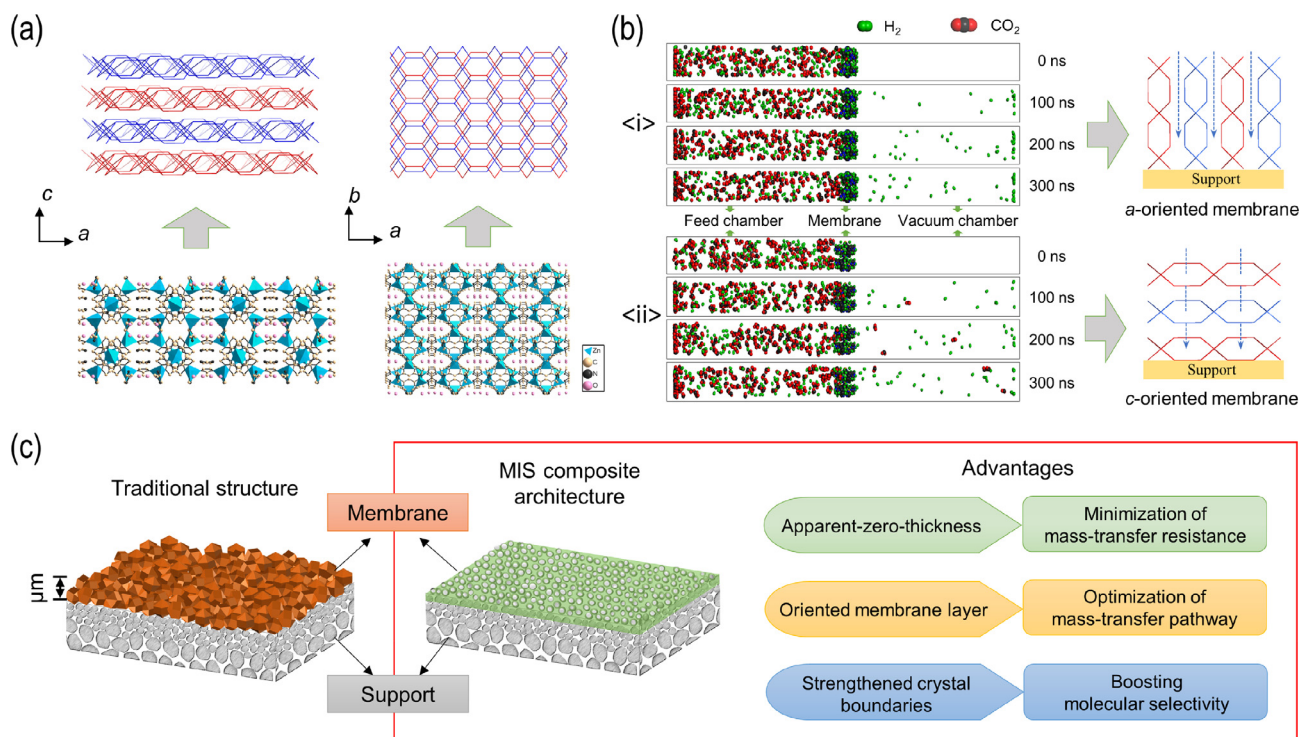 (a)
c
a
b
a
Zn
C
N
O
(b)
H2
CO2
<i>
0 ns
100 ns
200 ns
300 ns
Feed chamber
Membrane
Vacuum chamber
<ii>
0 ns
100 ns
200 ns
300 ns
Support
a-oriented membrane
Support
c-oriented membrane
(c)
Traditional structure
μm
Membrane
Support
MIS composite
architecture
Advantages
Apparent-zero-thickness
Minimization of
mass-transfer resistance
Oriented membrane layer
Optimization of
mass-transfer pathway
Strengthened crystal
boundaries
Boosting
molecular selectivity